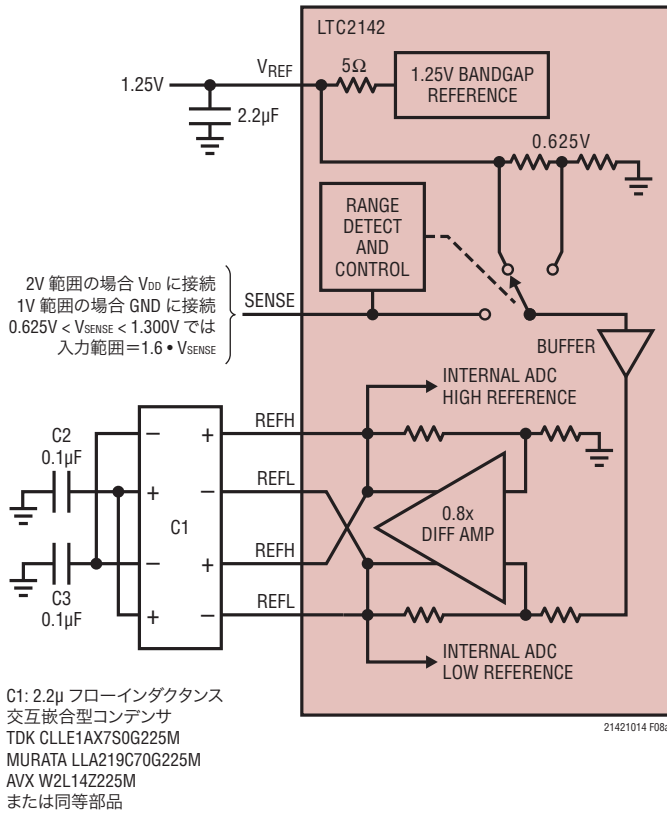 LTC2142
VREF
5Ω
1.25V
1.25V BANDGAP
REFERENCE
2.2µF
0.625V
RANGE
DETECT
AND
CONTROL
2V 範囲の場合 VDD に接続
1V 範囲の場合 GND に接続
0.625V < VSENSE < 1.300V では
入力範囲=1.6 • VSENSE
SENSE
BUFFER
INTERNAL ADC
HIGH REFERENCE
REFH
C2
0.1µF
REFL
0.8x
DIFF AMP
C1
REFH
C3
0.1µF
REFL
INTERNAL ADC
LOW REFERENCE
– +
+ –
– +
+ –
C1: 2.2µ フローインダクタンス
交互嵌合型コンデンサ
TDK CLLE1AX7S0G225M
MURATA LLA219C70G225M
AVX W2L14Z225M
または同等部品
21421014 F08a